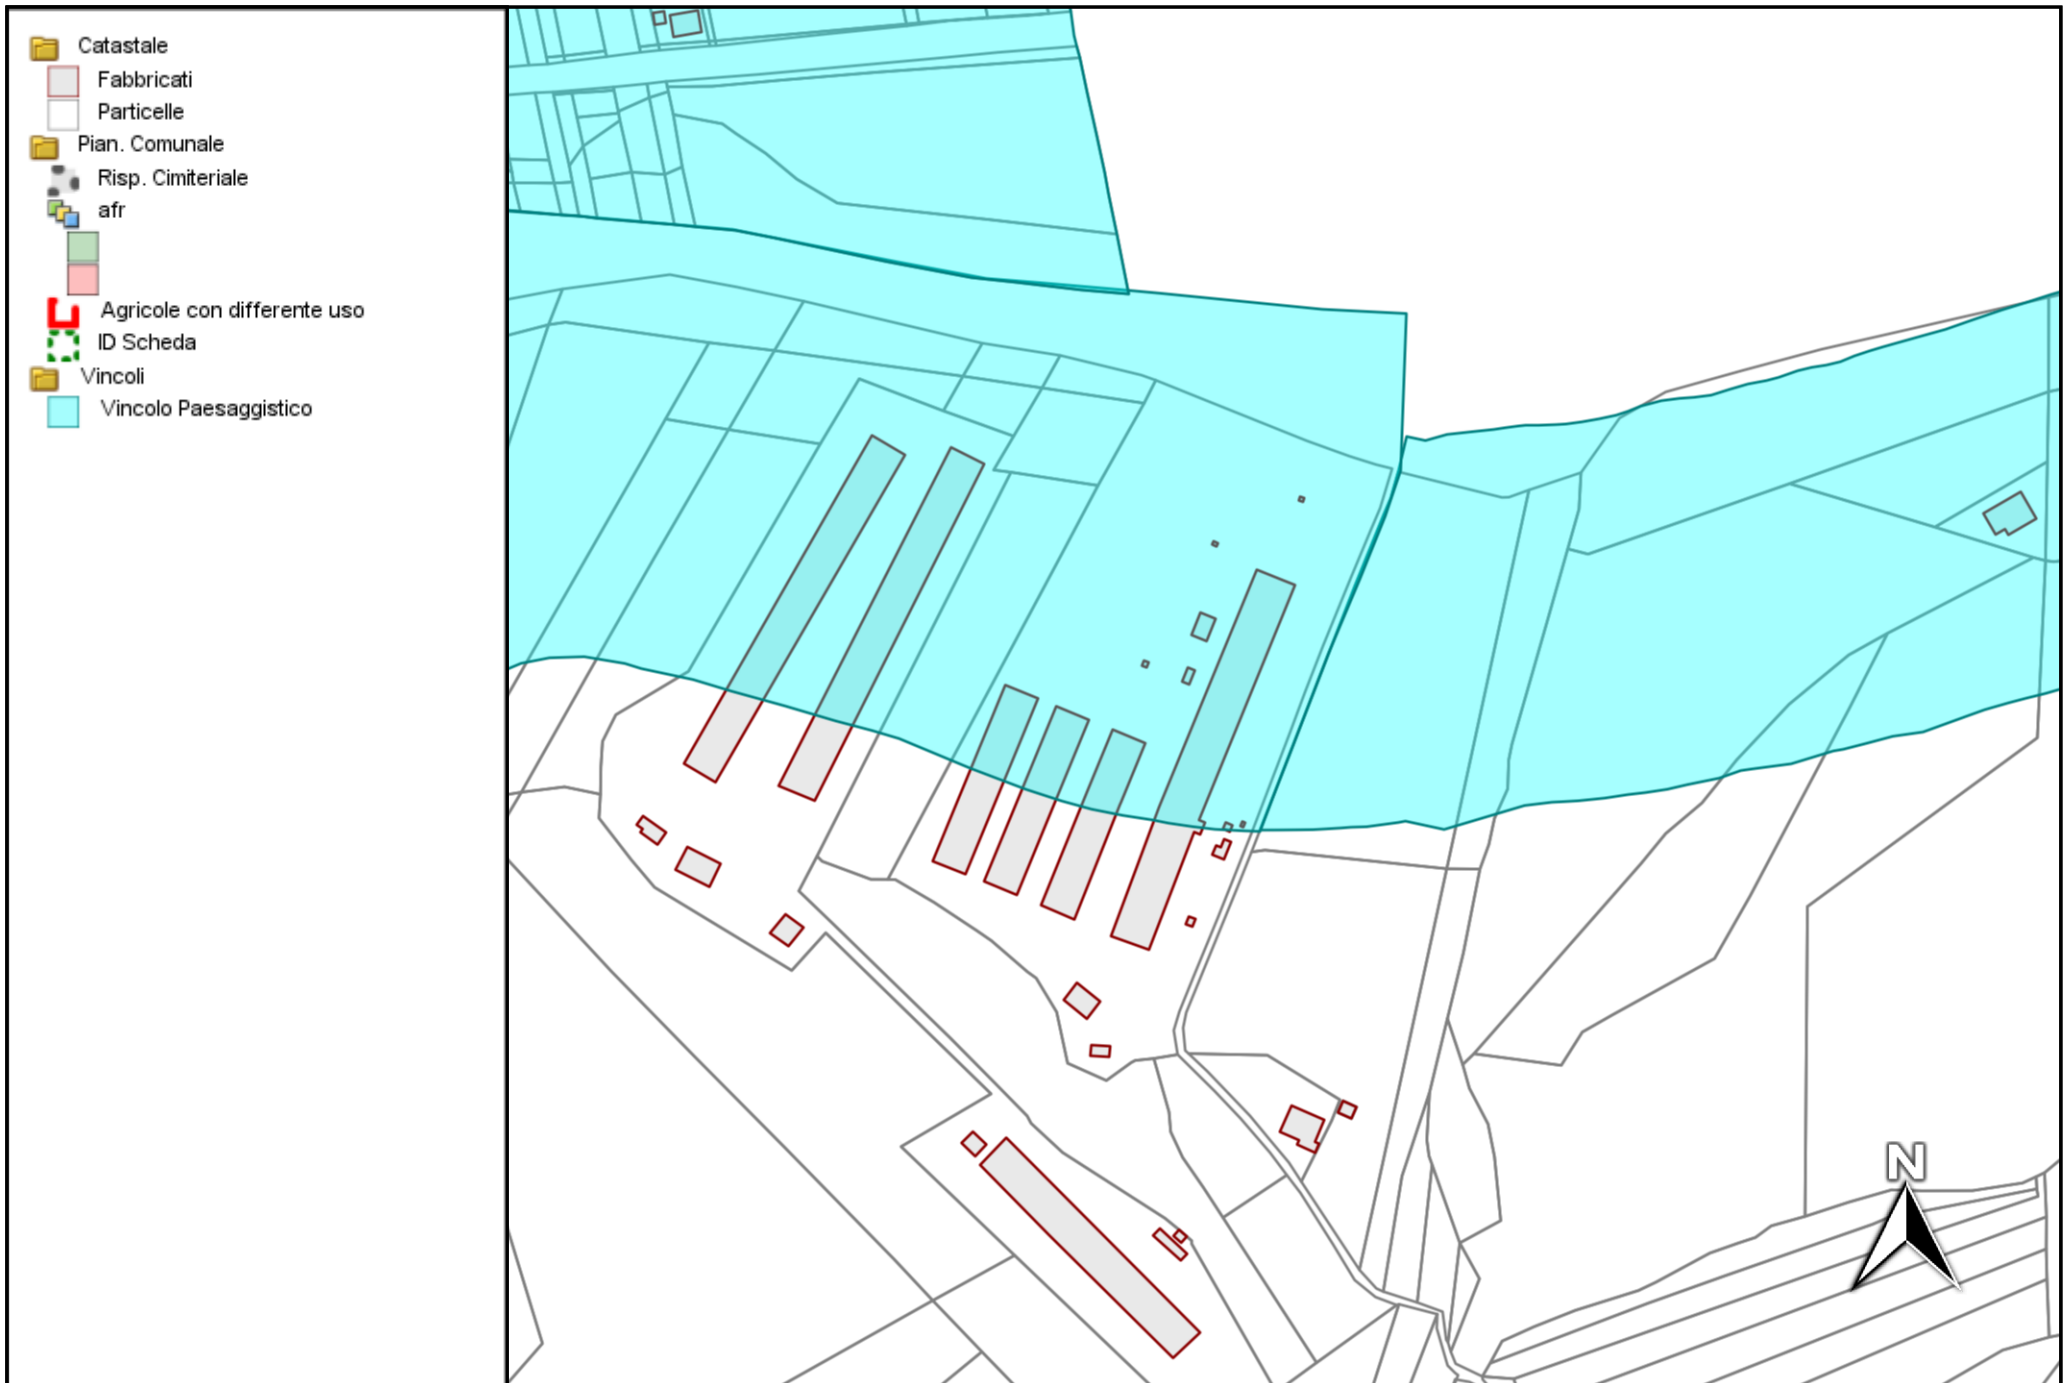 Catastale
Fabbricati
Particelle
Pian. Comunale
Risp. Cimiteriale
afr
Agricole con differente uso
ID Scheda
Vincoli
Vincolo Paesaggistico
N